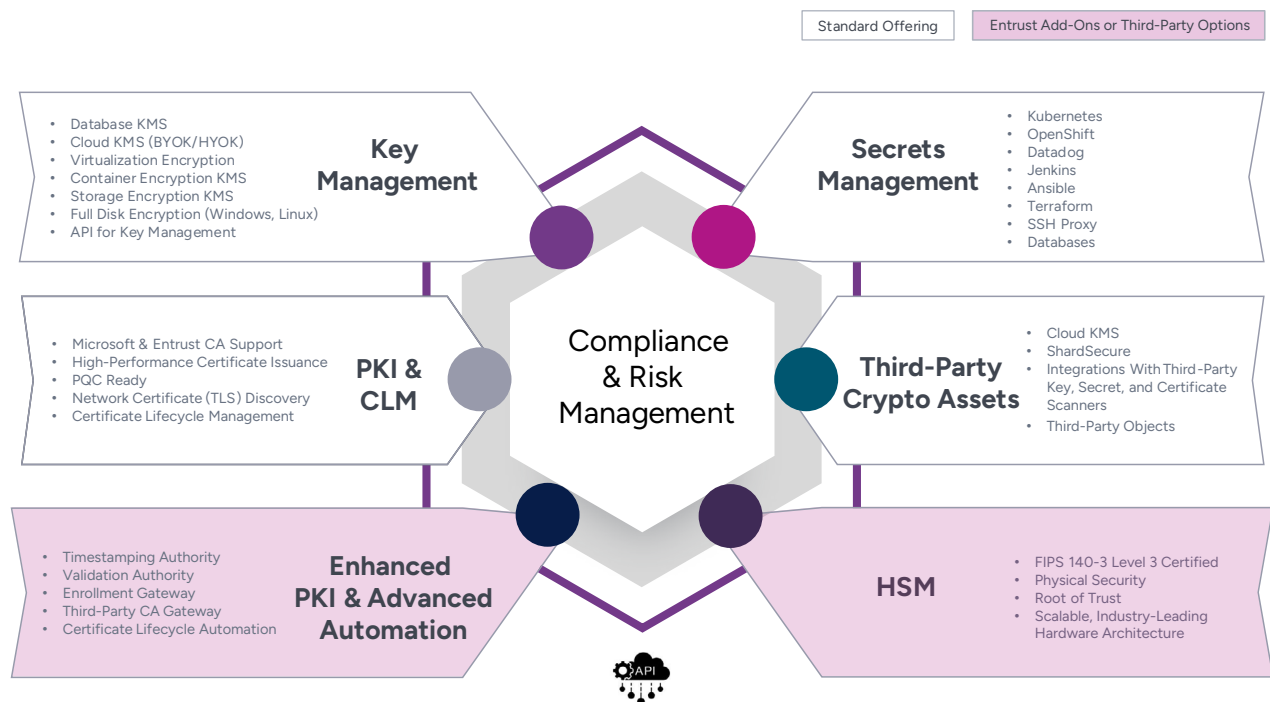 Standard Offering
Entrust Add-Ons or Third-Party Options
• Database KMS
• Cloud KMS (BYOK/HYOK)
• Virtualization Encryption
• Container Encryption KMS
• Storage Encryption KMS
• Full Disk Encryption (Windows, Linux)
• API for Key Management
Key
Management
Secrets
Management
• Kubernetes
• OpenShift
• Datadog
• Jenkins
• Ansible
• Terraform
• SSH Proxy
• Databases
• Microsoft & Entrust CA Support
• High-Performance Certificate Issuance
• PQC Ready
• Network Certificate (TLS) Discovery
• Certificate Lifecycle Management
PKI &
CLM
Compliance
& Risk
Management
Third-Party
Crypto Assets
• Cloud KMS
• ShardSecure
• Integrations With Third-Party
Key, Secret, and Certificate
Scanners
• Third-Party Objects
• Timestamping Authority
• Validation Authority
• Enrollment Gateway
• Third-Party CA Gateway
• Certificate Lifecycle Automation
Enhanced
PKI & Advanced
Automation
HSM
• FIPS 140-3 Level 3 Certified
• Physical Security
• Root of Trust
• Scalable, Industry-Leading
Hardware Architecture
API